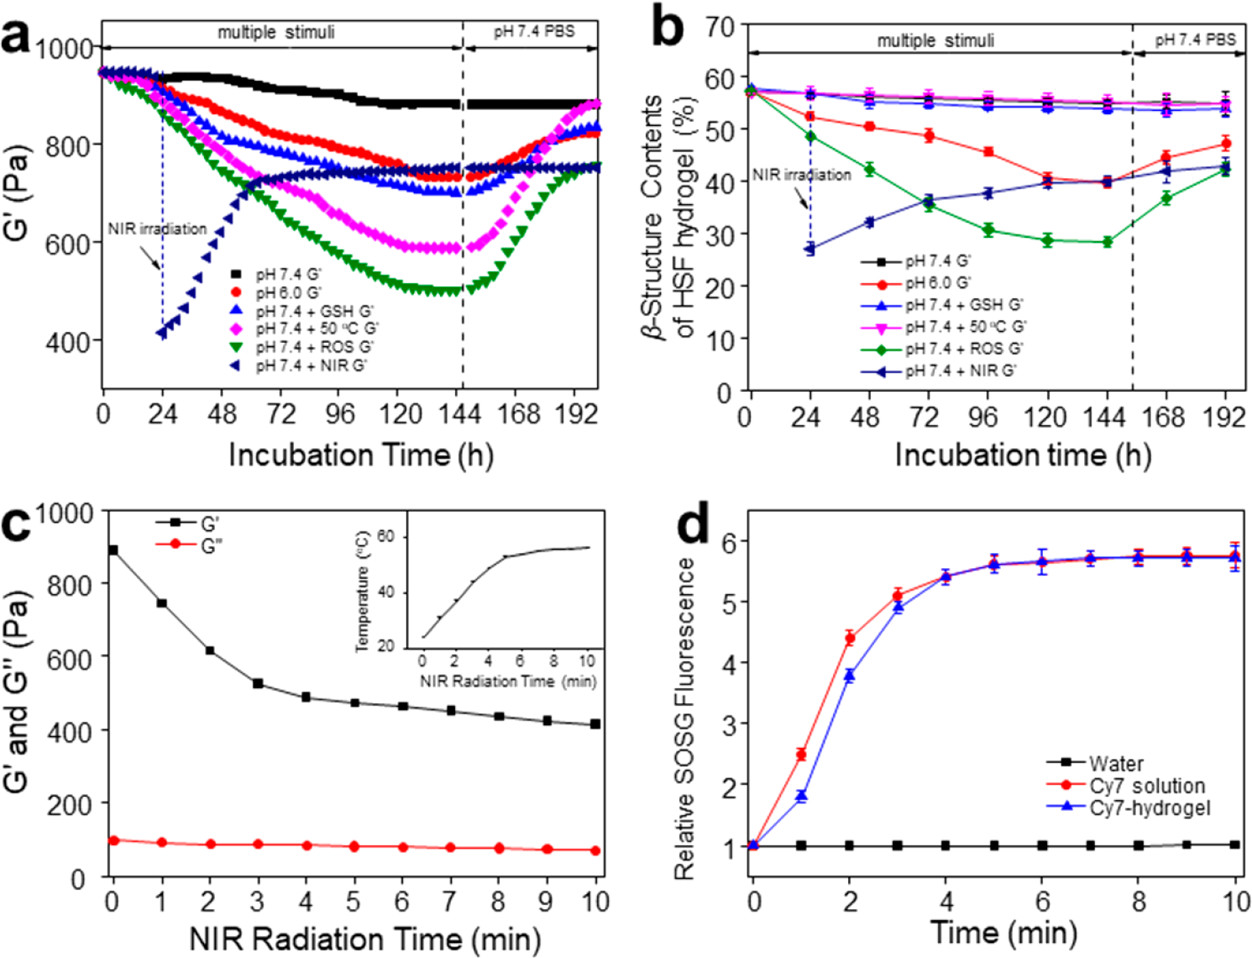 a
multiple stimuli
pH 7.4 PBS
1000
800
600
400
G' (Pa)
NIR irradiation
pH 7.4 G'
pH 6.0 G'
pH 7.4 + GSH G'
pH 7.4 + 50 °C G'
pH 7.4 + ROS G'
pH 7.4 + NIR G'
0 24 48 72 96 120 144 168 192
Incubation Time (h)
b
multiple stimuli
pH 7.4 PBS
70
60
50
40
30
20
10
0
β-Structure Contents
of HSF hydrogel (%)
NIR irradiation
pH 7.4 G'
pH 6.0 G'
pH 7.4 + GSH G'
pH 7.4 + 50 °C G'
pH 7.4 + ROS G'
pH 7.4 + NIR G'
0 24 48 72 96 120 144 168 192
Incubation time (h)
c
1000
800
600
400
200
0
G' and G'' (Pa)
G'
G''
Temperature (°C)
60
40
20
0 2 4 6 8 10
NIR Radiation Time (min)
0 1 2 3 4 5 6 7 8 9 10
NIR Radiation Time (min)
d
6
5
4
3
2
1
Relative SOSG Fluorescence
Water
Cy7 solution
Cy7-hydrogel
0 2 4 6 8 10
Time (min)